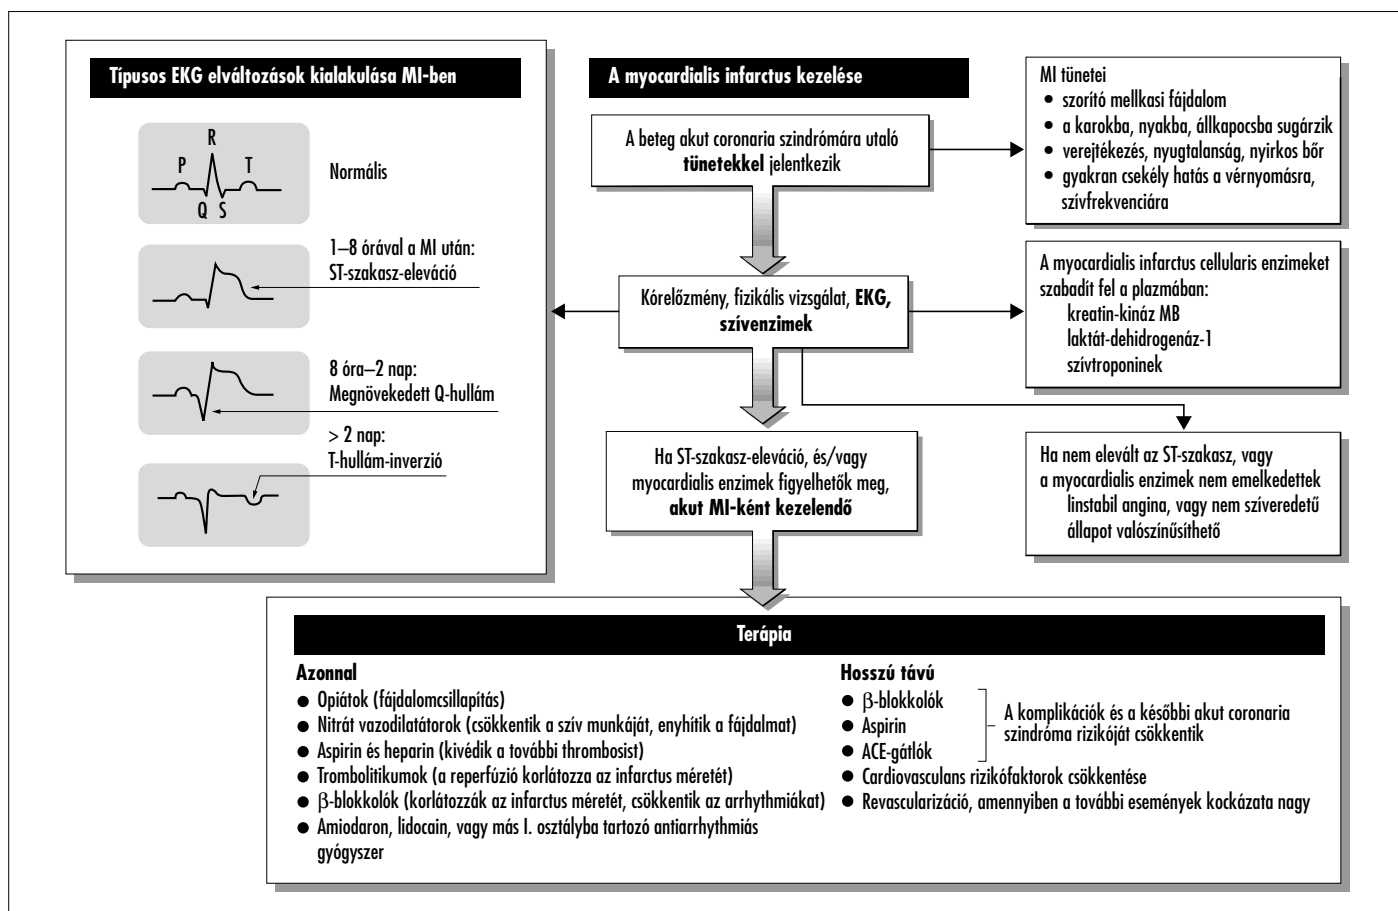 Típusos EKG elváltozások kialakulása MI-ben
R
P
T
Q S
Normális
1–8 órával a MI után:
ST-szakasz-eleváció
8 óra–2 nap:
Megnövekedett Q-hullám
> 2 nap:
T-hullám-inverzió
A myocardialis infarctus kezelése
A beteg akut coronaria szindrómára utaló
tünetekkel jelentkezik
MI tünetei
• szorító mellkasi fájdalom
• a karokba, nyakba, állkapocsba sugárzik
• verejtékezés, nyugtalanság, nyirkos bőr
• gyakran csekély hatás a vérnyomásra,
szívfrekvenciára
Kórelőzmény, fizikális vizsgálat, EKG,
szívenzimek
A myocardialis infarctus cellularis enzimeket
szabadít fel a plazmában:
kreatin-kináz MB
laktát-dehidrogenáz-1
szívtroponinek
Ha ST-szakasz-eleváció, és/vagy
myocardialis enzimek figyelhetők meg,
akut MI-ként kezelendő
Ha nem elevált az ST-szakasz, vagy
a myocardialis enzimek nem emelkedettek
linstabil angina, vagy nem szíveredetű
állapot valószínűsíthető
Terápia
Azonnal
• Opiátok (fájdalomcsillapítás)
• Nitrát vazodilatátorok (csökkentik a szív munkáját, enyhítik a fájdalmat)
• Aspirin és heparin (kivédik a további thrombosist)
• Trombolitikumok (a reperfúzió korlátozza az infarctus méretét)
• β-blokkolók (korlátozzák az infarctus méretét, csökkentik az arrhythmiákat)
• Amiodaron, lidocain, vagy más I. osztályba tartozó antiarrhythmiás
gyógyszer
Hosszú távú
• β-blokkolók
• Aspirin
• ACE-gátlók
A komplikációk és a későbbi akut coronaria
szindróma rizikóját csökkentik
• Cardiovasculans rizikófaktorok csökkentése
• Revascularizáció, amennyiben a további események kockázata nagy